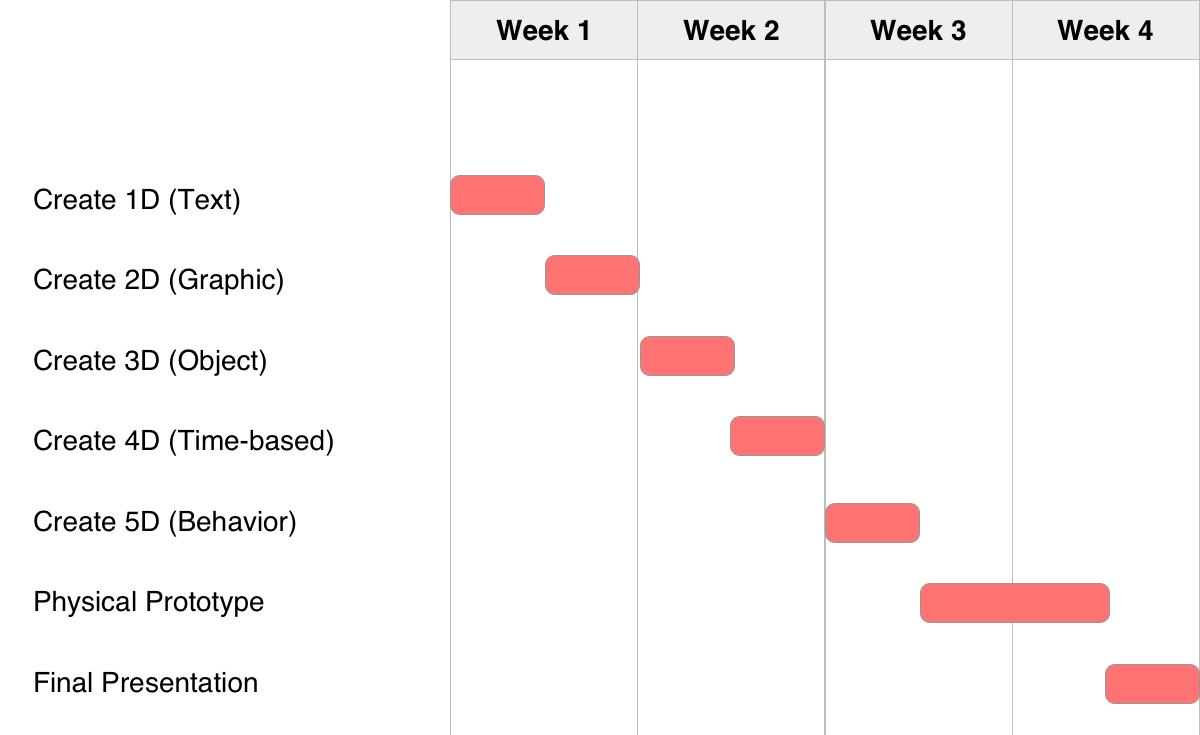 Week 1 Week 2 Week 3 Week 4
Create 1D (Text)
Create 2D (Graphic)
Create 3D (Object)
Create 4D (Time-based)
Create 5D (Behavior)
Physical Prototype
Final Presentation